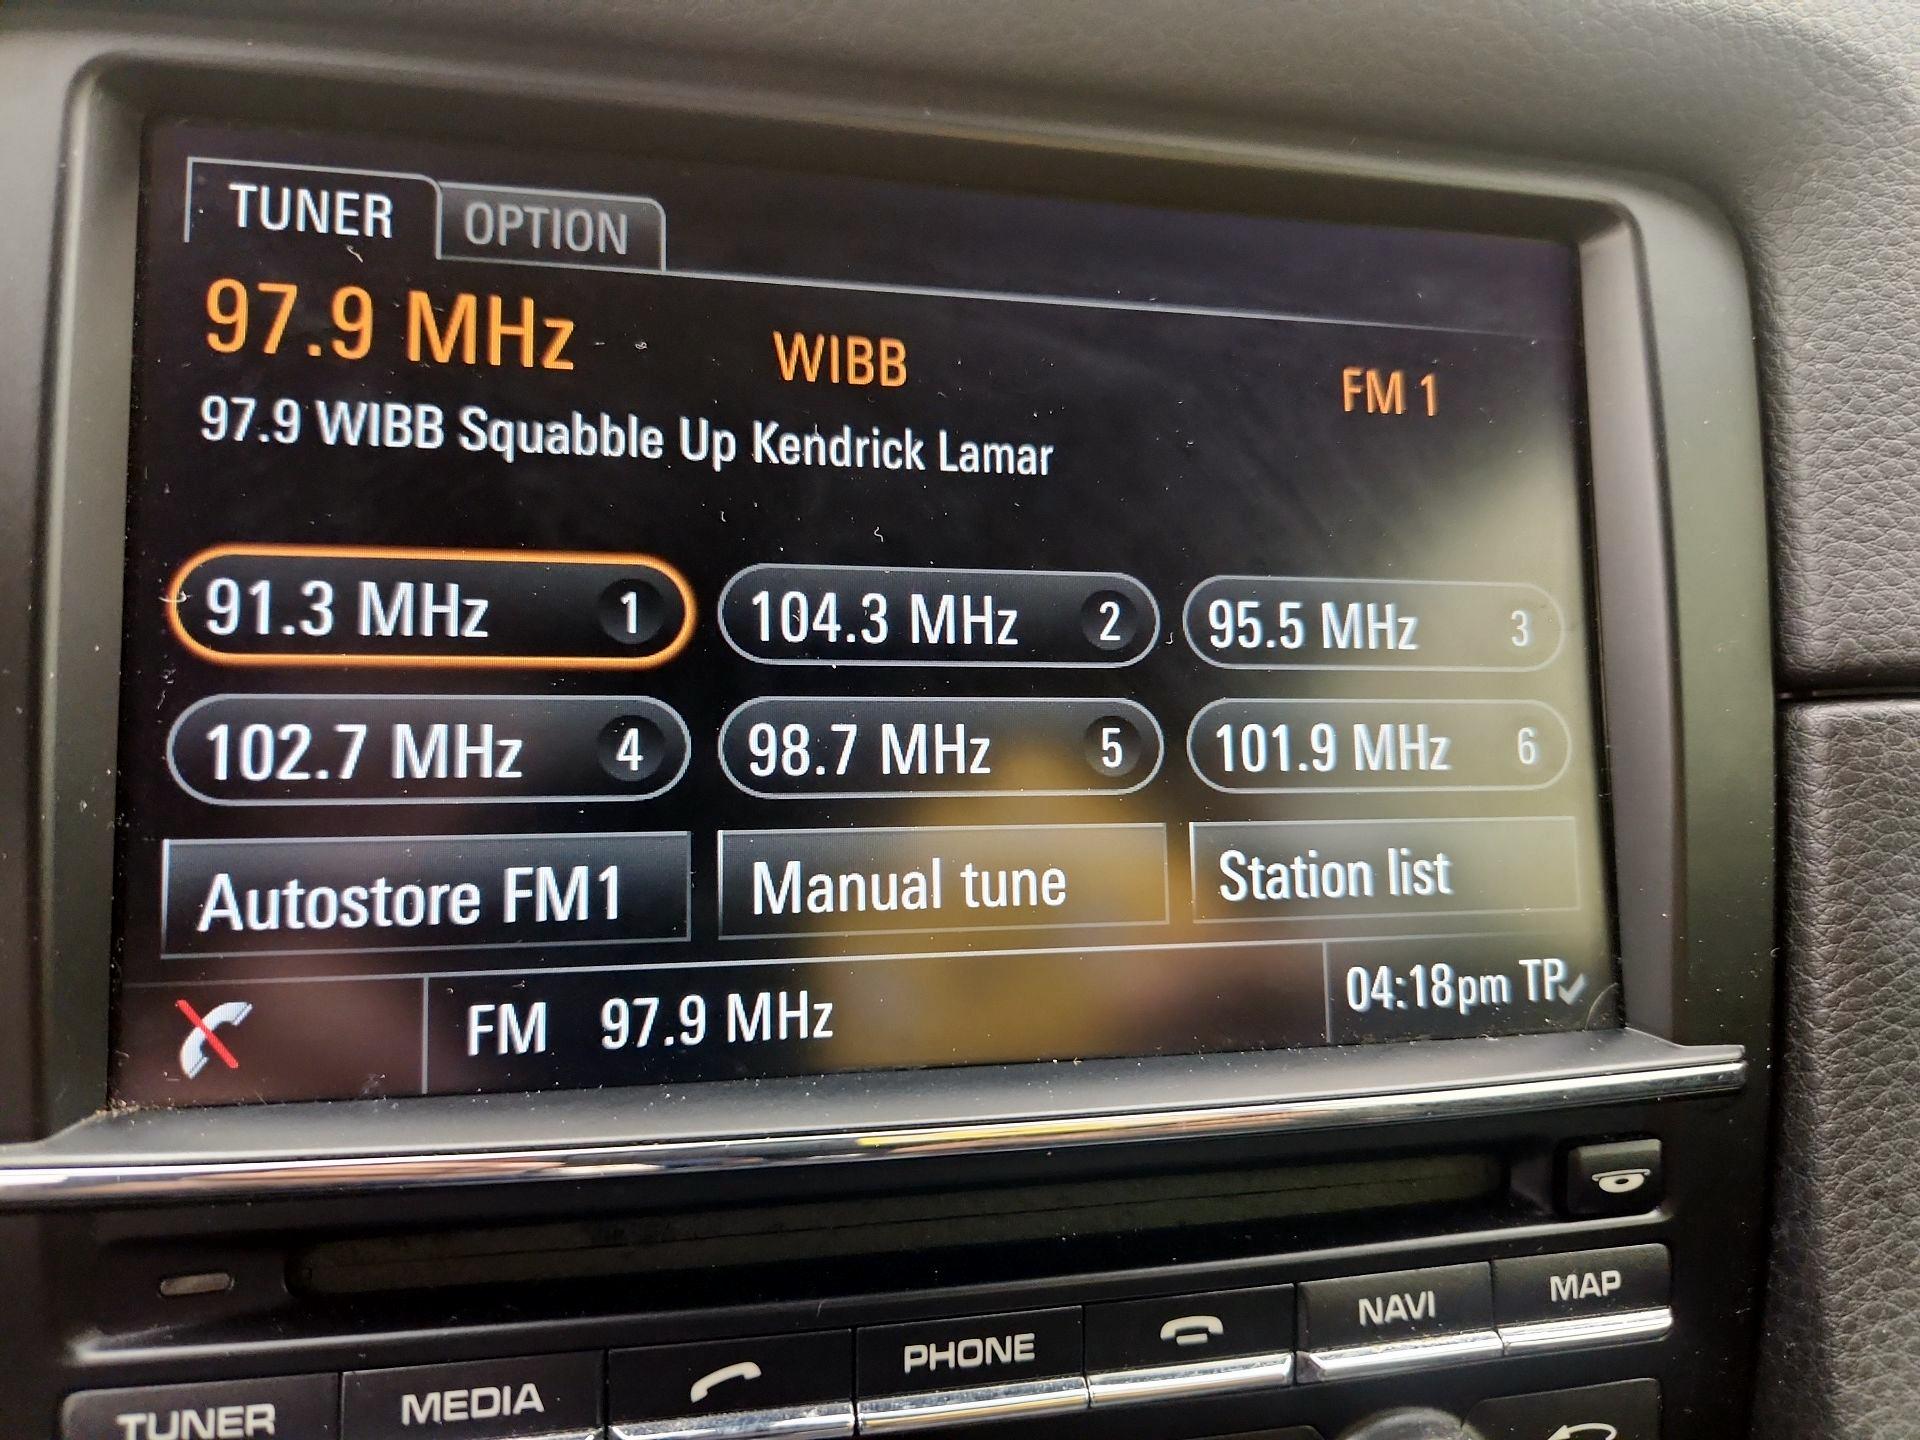 TUNER OPTION
97.9 MHz WIBB FM 1
97.9 WIBB Squabble Up Kendrick Lamar
91.3 MHz 1 104.3 MHz 2 95.5 MHz 3
102.7 MHz 4 98.7 MHz 5 101.9 MHz 6
Autostore FM1 Manual tune Station list
FM 97.9 MHz 04:18pm TP
TUNER MEDIA PHONE NAVI MAP